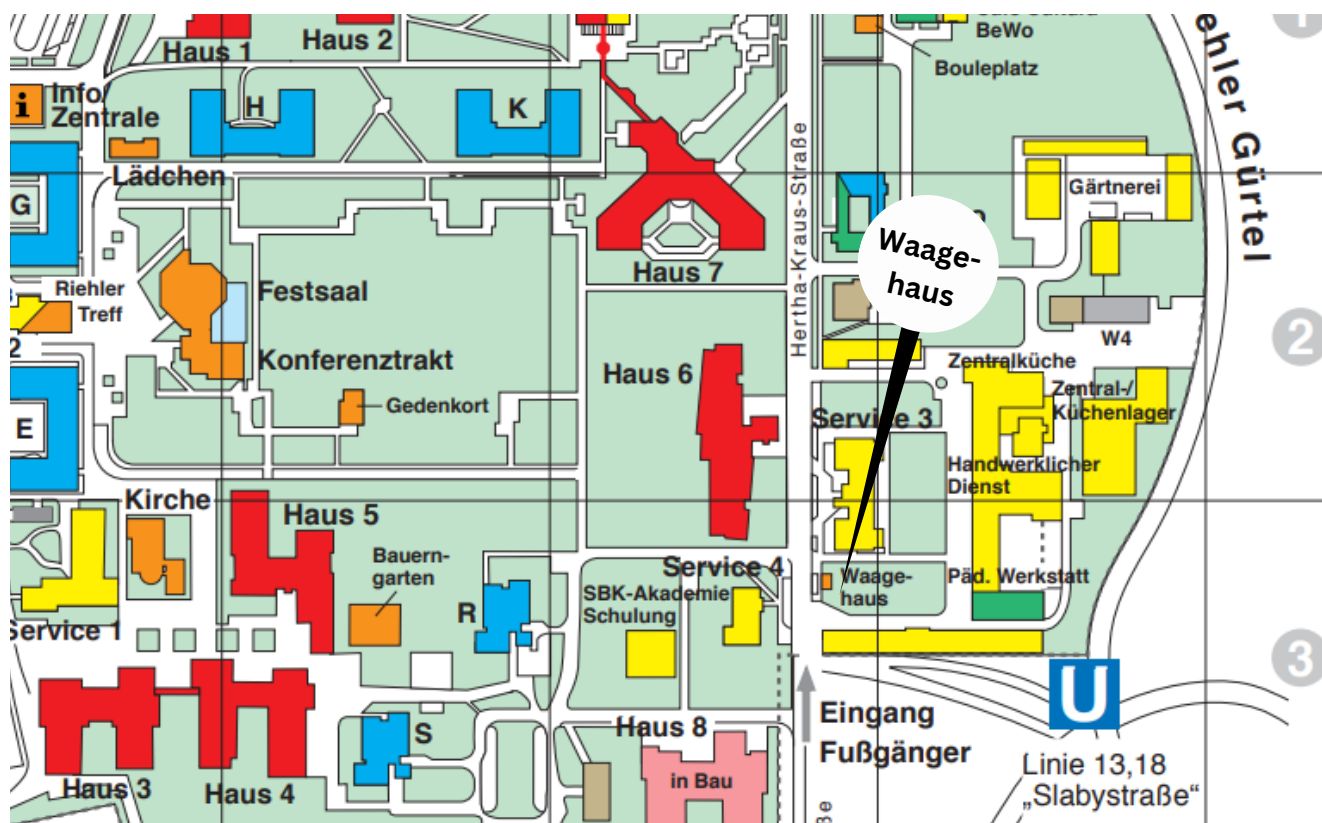 1
Haus 1
Haus 2
BeWo
Bouleplatz
ehler Gürtel
i
Info/
Zentrale
H
K
Lädchen
Hertha-Kraus-Straße
Gärtnerei
G
Haus 7
Waage-
haus
Riehler
Treff
Festsaal
2
W4
2
Konferenztrakt
Haus 6
Zentralküche
Zentral-/
Küchenlager
Gedenkort
Service 3
E
Handwerklicher
Dienst
Kirche
Haus 5
Bauern-
garten
Service 4
Waage-
haus
Päd. Werkstatt
SBK-Akademie
Schulung
R
Service 1
3
U
Eingang
Fußgänger
S
Haus 8
in Bau
Haus 3
Haus 4
Linie 13,18
„Slabystraße“
ße